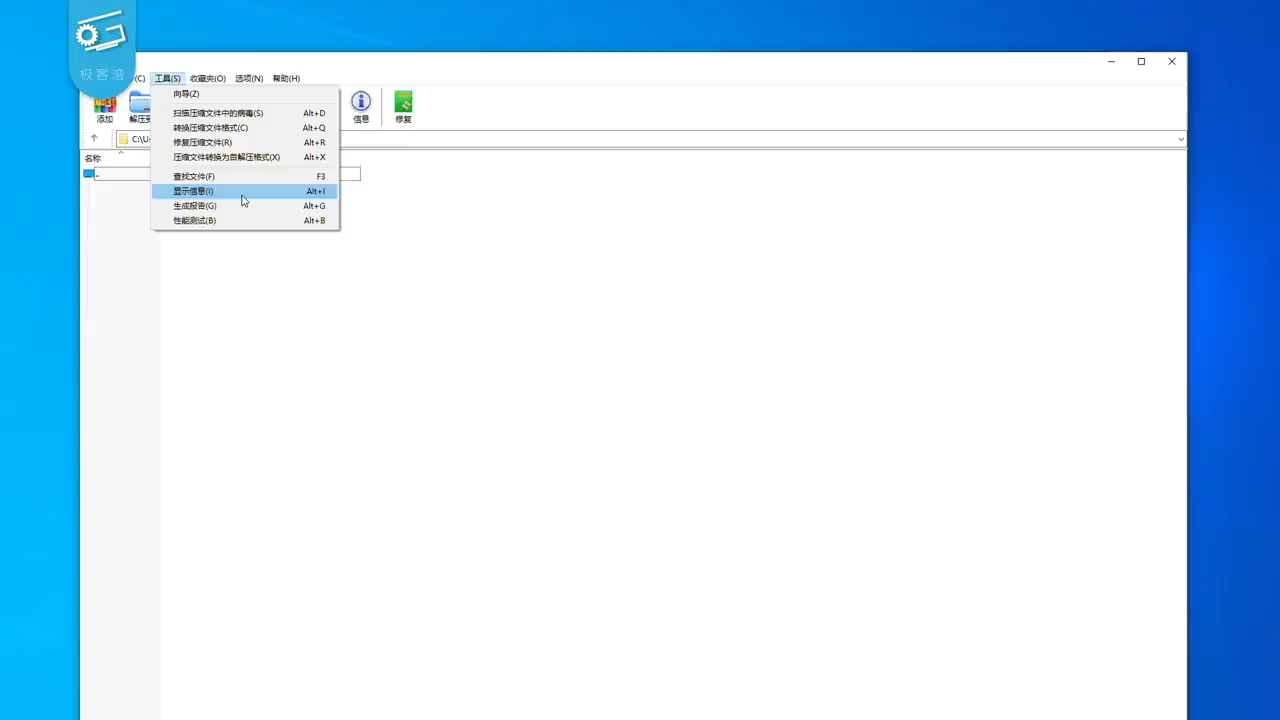 极客湾
(C) 工具(S) 收藏夹(O) 选项(N) 帮助(H)
向导(Z)
扫描压缩文件中的病毒(S) Alt+D
转换压缩文件格式(C) Alt+Q
修复压缩文件(R) Alt+R
压缩文件转换为自解压格式(X) Alt+X
查找文件(F) F3
显示信息(I) Alt+I
生成报告(G) Alt+G
性能测试(B) Alt+B
添加 解压到 信息 修复
C:\U
名称
..